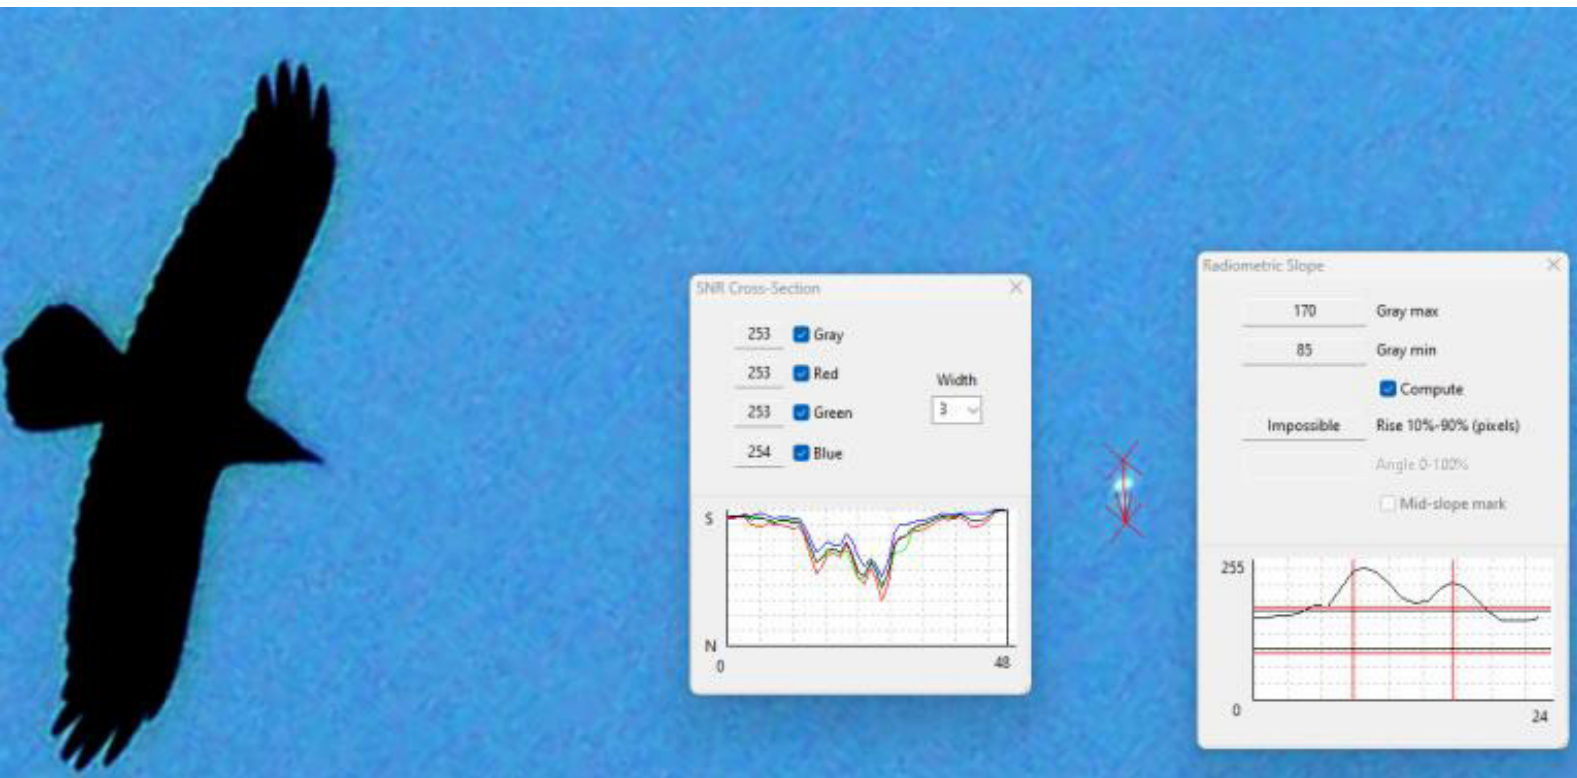 SNR Cross-Section
253 Gray
253 Red
253 Green
254 Blue
Width
3
S
N
0
48
Radiometric Slope
170 Gray max
85 Gray min
Compute
Impossible Rise 10%-90% (pixels)
Angle 0-100%
Mid-slope mark
255
0
24